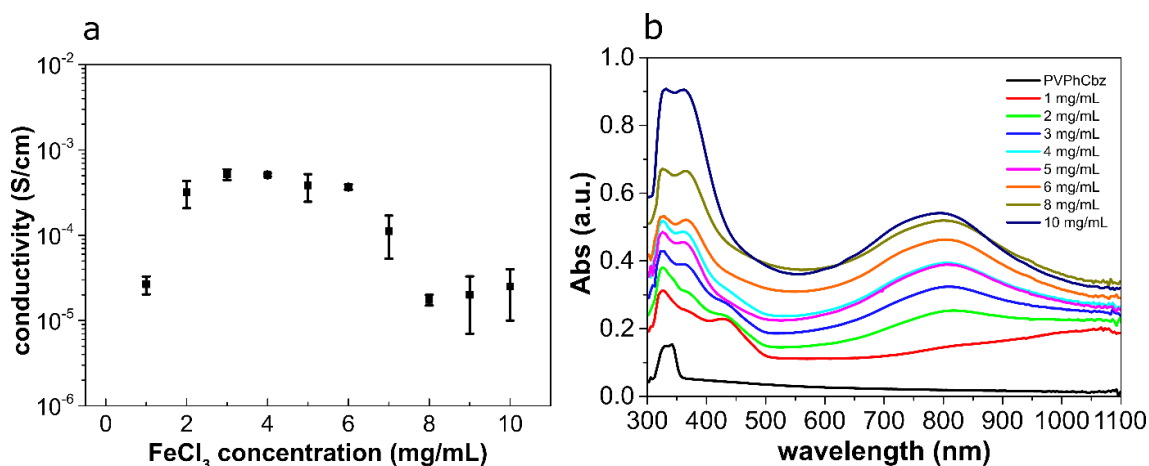 a
conductivity (S/cm)
10⁻²
10⁻³
10⁻⁴
10⁻⁵
10⁻⁶
0 2 4 6 8 10
FeCl₃ concentration (mg/mL)
b
Abs (a.u.)
1.0
0.8
0.6
0.4
0.2
0.0
PVPhCbz
1 mg/mL
2 mg/mL
3 mg/mL
4 mg/mL
5 mg/mL
6 mg/mL
8 mg/mL
10 mg/mL
300 400 500 600 700 800 900 1000 1100
wavelength (nm)